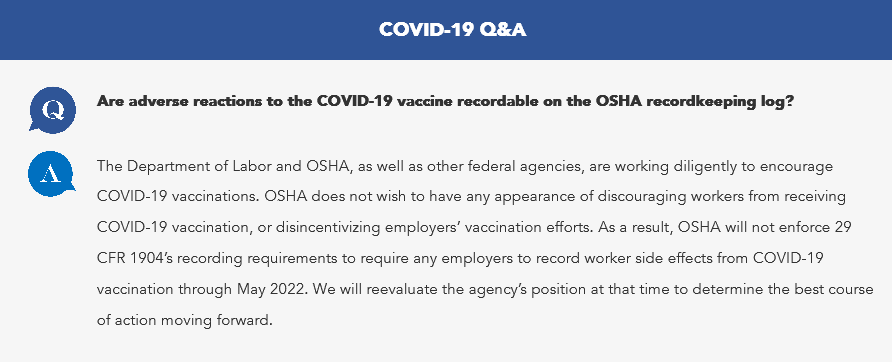 COVID-19 Q&A
Q
Are adverse reactions to the COVID-19 vaccine recordable on the OSHA recordkeeping log?
A
The Department of Labor and OSHA, as well as other federal agencies, are working diligently to encourage
COVID-19 vaccinations. OSHA does not wish to have any appearance of discouraging workers from receiving
COVID-19 vaccination, or disincentivizing employers’ vaccination efforts. As a result, OSHA will not enforce 29
CFR 1904’s recording requirements to require any employers to record worker side effects from COVID-19
vaccination through May 2022. We will reevaluate the agency’s position at that time to determine the best course
of action moving forward.